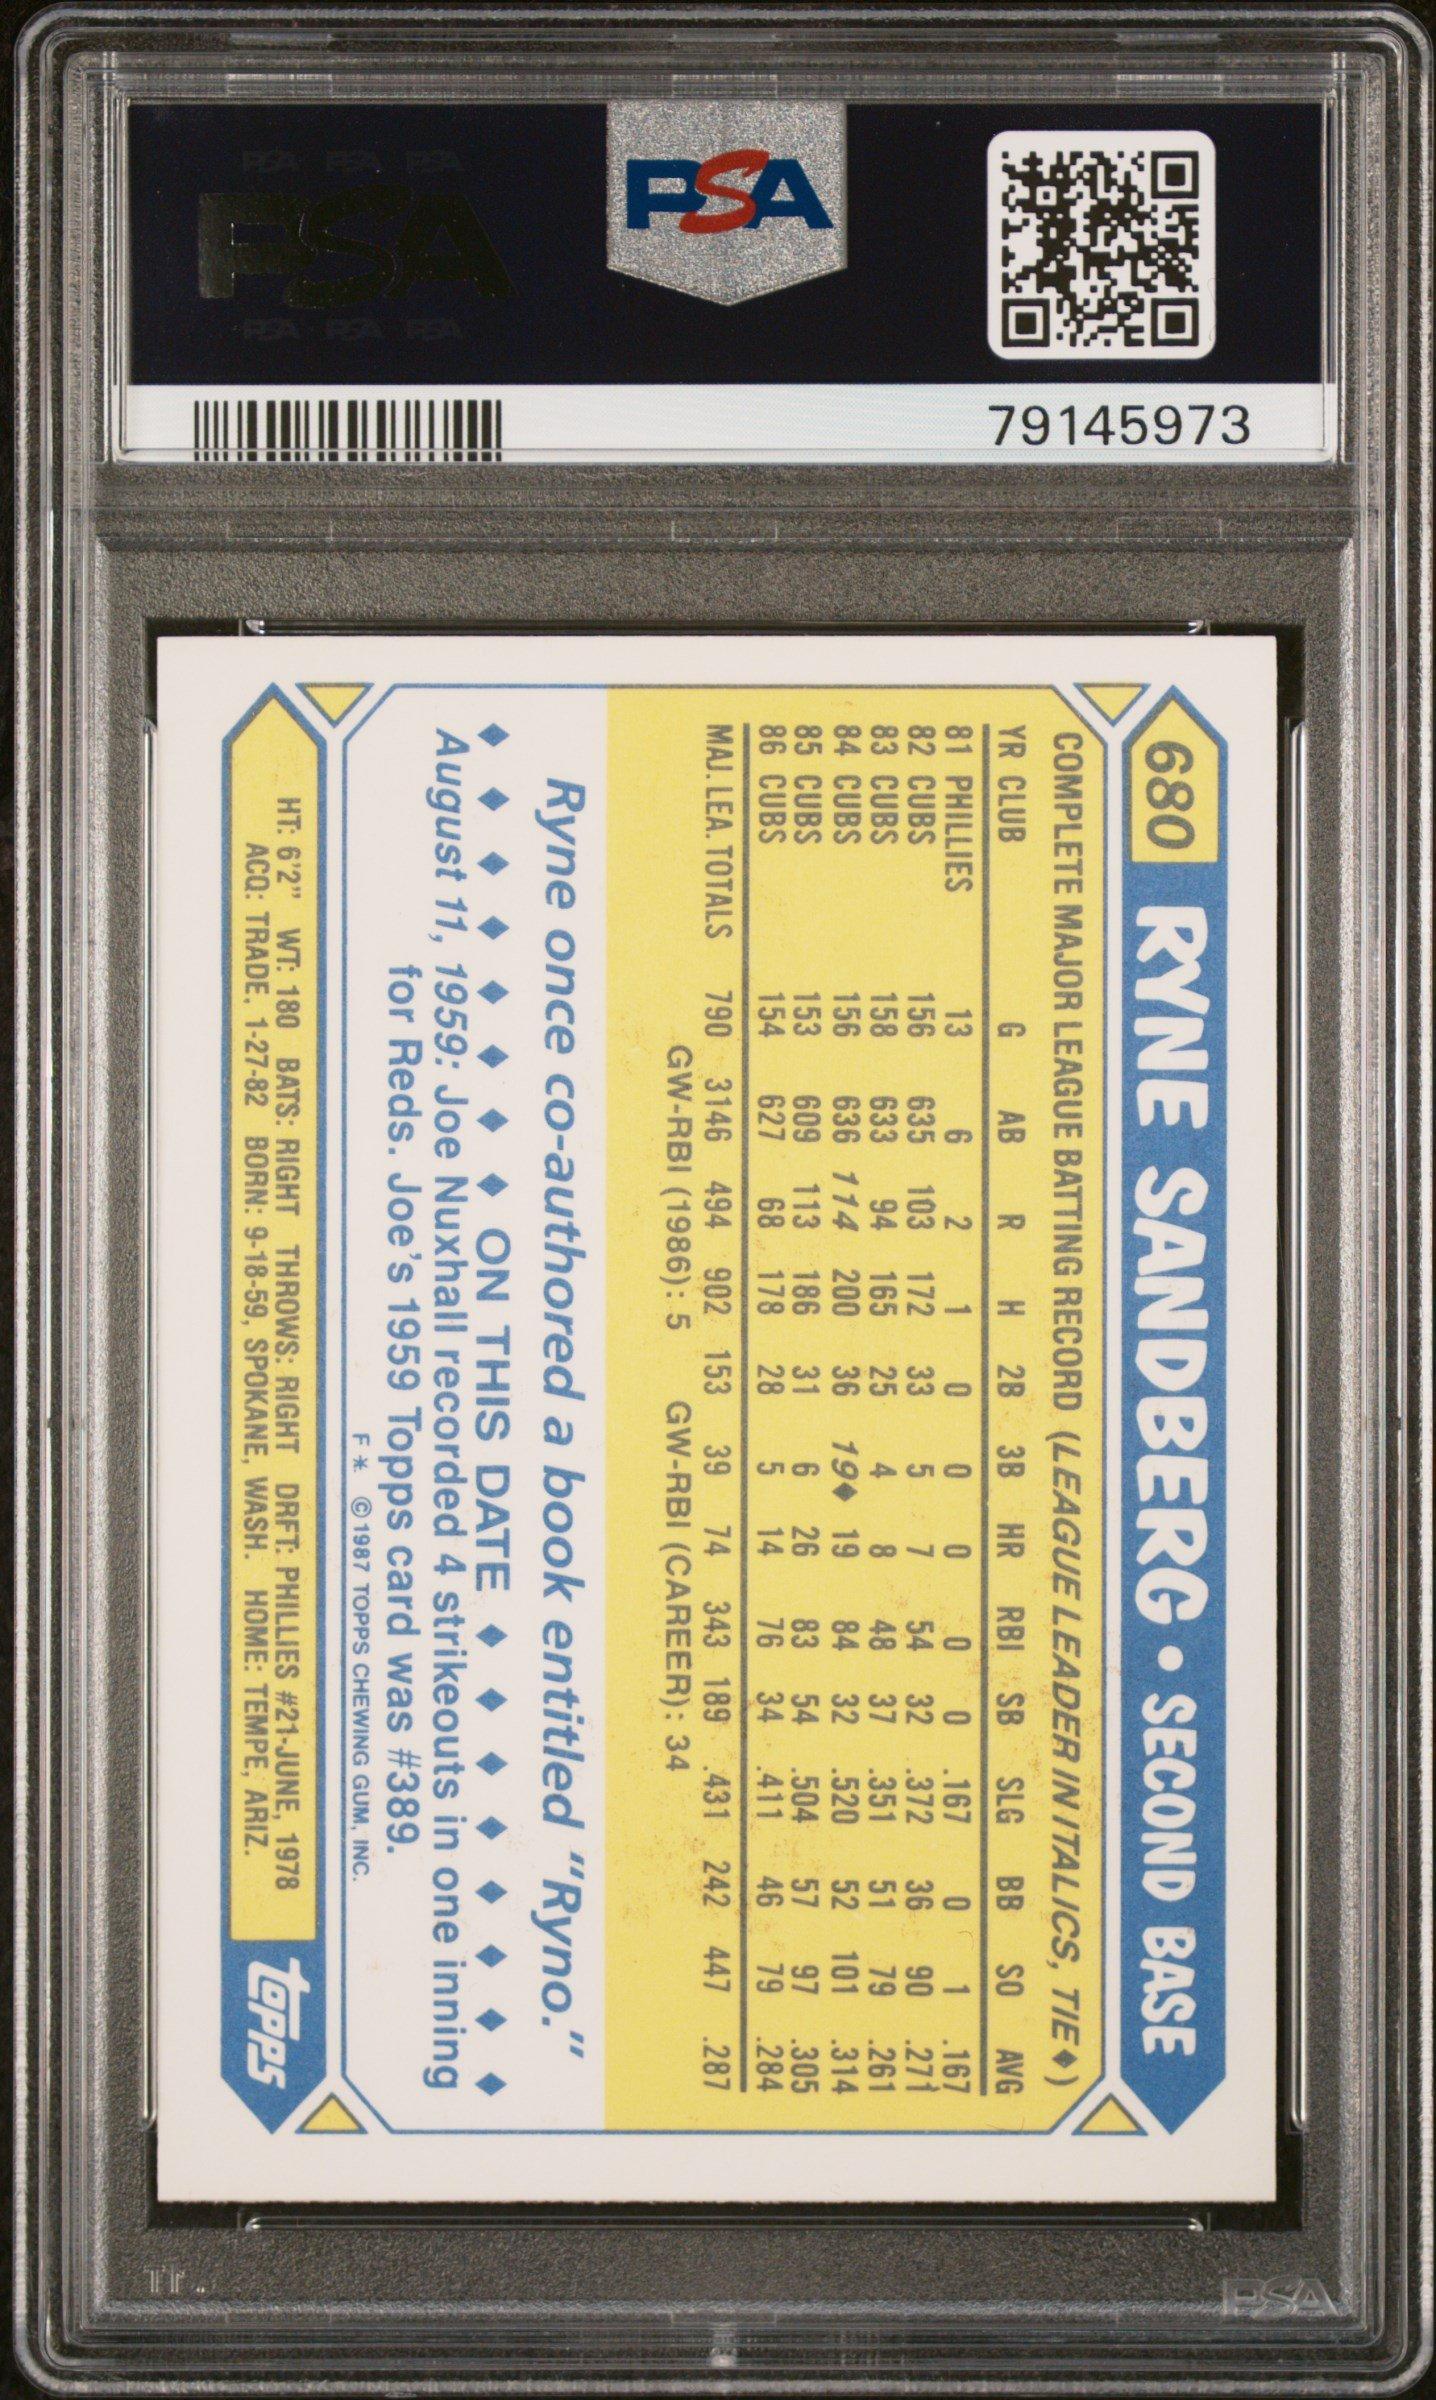 PSA PSA PSA
PSA
PSA PSA PSA
PSA
79145973
680 RYNE SANDBERG • SECOND BASE
COMPLETE MAJOR LEAGUE BATTING RECORD (LEAGUE LEADER IN ITALICS, TIE ♦)
YR CLUB G AB R H 2B 3B HR RBI SB SLG BB SO AVG
81 PHILLIES 13 6 2 1 0 0 0 0 0 .167 0 1 .167
82 CUBS 156 635 103 172 33 5 7 54 32 .372 36 90 .271
83 CUBS 158 633 94 165 25 4 8 48 37 .351 51 79 .261
84 CUBS 156 636 114 200 36 19♦ 19 84 32 .520 52 101 .314
85 CUBS 153 609 113 186 31 6 26 83 54 .504 57 97 .305
86 CUBS 154 627 68 178 28 5 14 76 34 .411 46 79 .284
MAJ. LEA. TOTALS 790 3146 494 902 153 39 74 343 189 .431 242 447 .287
GW-RBI (1986): 5 GW-RBI (CAREER): 34
Ryne once co-authored a book entitled "Ryno."
♦ ♦ ♦ ♦ ♦ ♦ ♦ ♦ ON THIS DATE ♦ ♦ ♦ ♦ ♦ ♦ ♦ ♦
August 11, 1959: Joe Nuxhall recorded 4 strikeouts in one inning
for Reds. Joe's 1959 Topps card was #389.
F * © 1987 TOPPS CHEWING GUM, INC.
HT: 6'2" WT: 180 BATS: RIGHT THROWS: RIGHT DRFT: PHILLIES #21-JUNE, 1978
ACQ: TRADE, 1-27-82 BORN: 9-18-59, SPOKANE, WASH. HOME: TEMPE, ARIZ.
topps
PSA